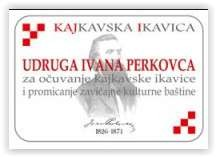 KAJKAVSKA IKAVICA
UDRUGA IVANA PERKOVCA
za očuvanje kajkavske ikavice
i promicanje zavičajne kulturne baštine
1826-1871